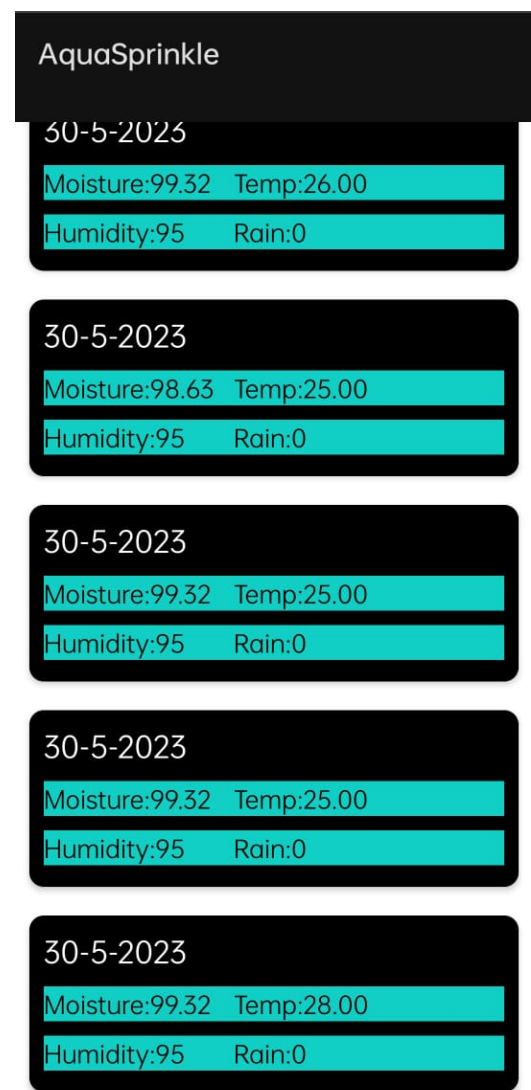 AquaSprinkle
30-5-2023
Moisture:99.32 Temp:26.00
Humidity:95 Rain:0
30-5-2023
Moisture:98.63 Temp:25.00
Humidity:95 Rain:0
30-5-2023
Moisture:99.32 Temp:25.00
Humidity:95 Rain:0
30-5-2023
Moisture:99.32 Temp:25.00
Humidity:95 Rain:0
30-5-2023
Moisture:99.32 Temp:28.00
Humidity:95 Rain:0